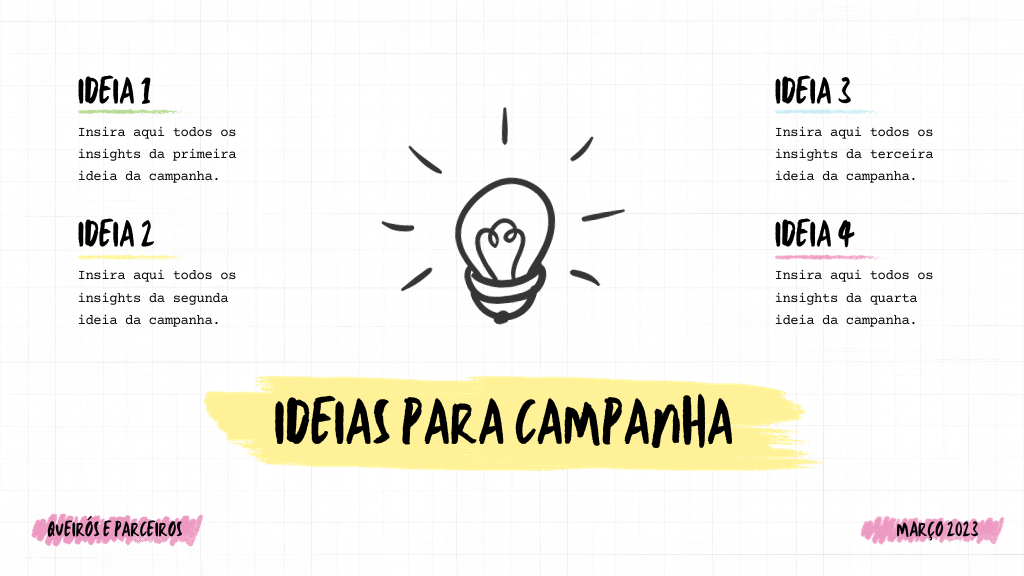 IDEIA 1
Insira aqui todos os
insights da primeira
ideia da campanha.
IDEIA 2
Insira aqui todos os
insights da segunda
ideia da campanha.
IDEIA 3
Insira aqui todos os
insights da terceira
ideia da campanha.
IDEIA 4
Insira aqui todos os
insights da quarta
ideia da campanha.
IDEIAS PARA CAMPANHA
QUEIRÓS E PARCEIROS
MARÇO 2023